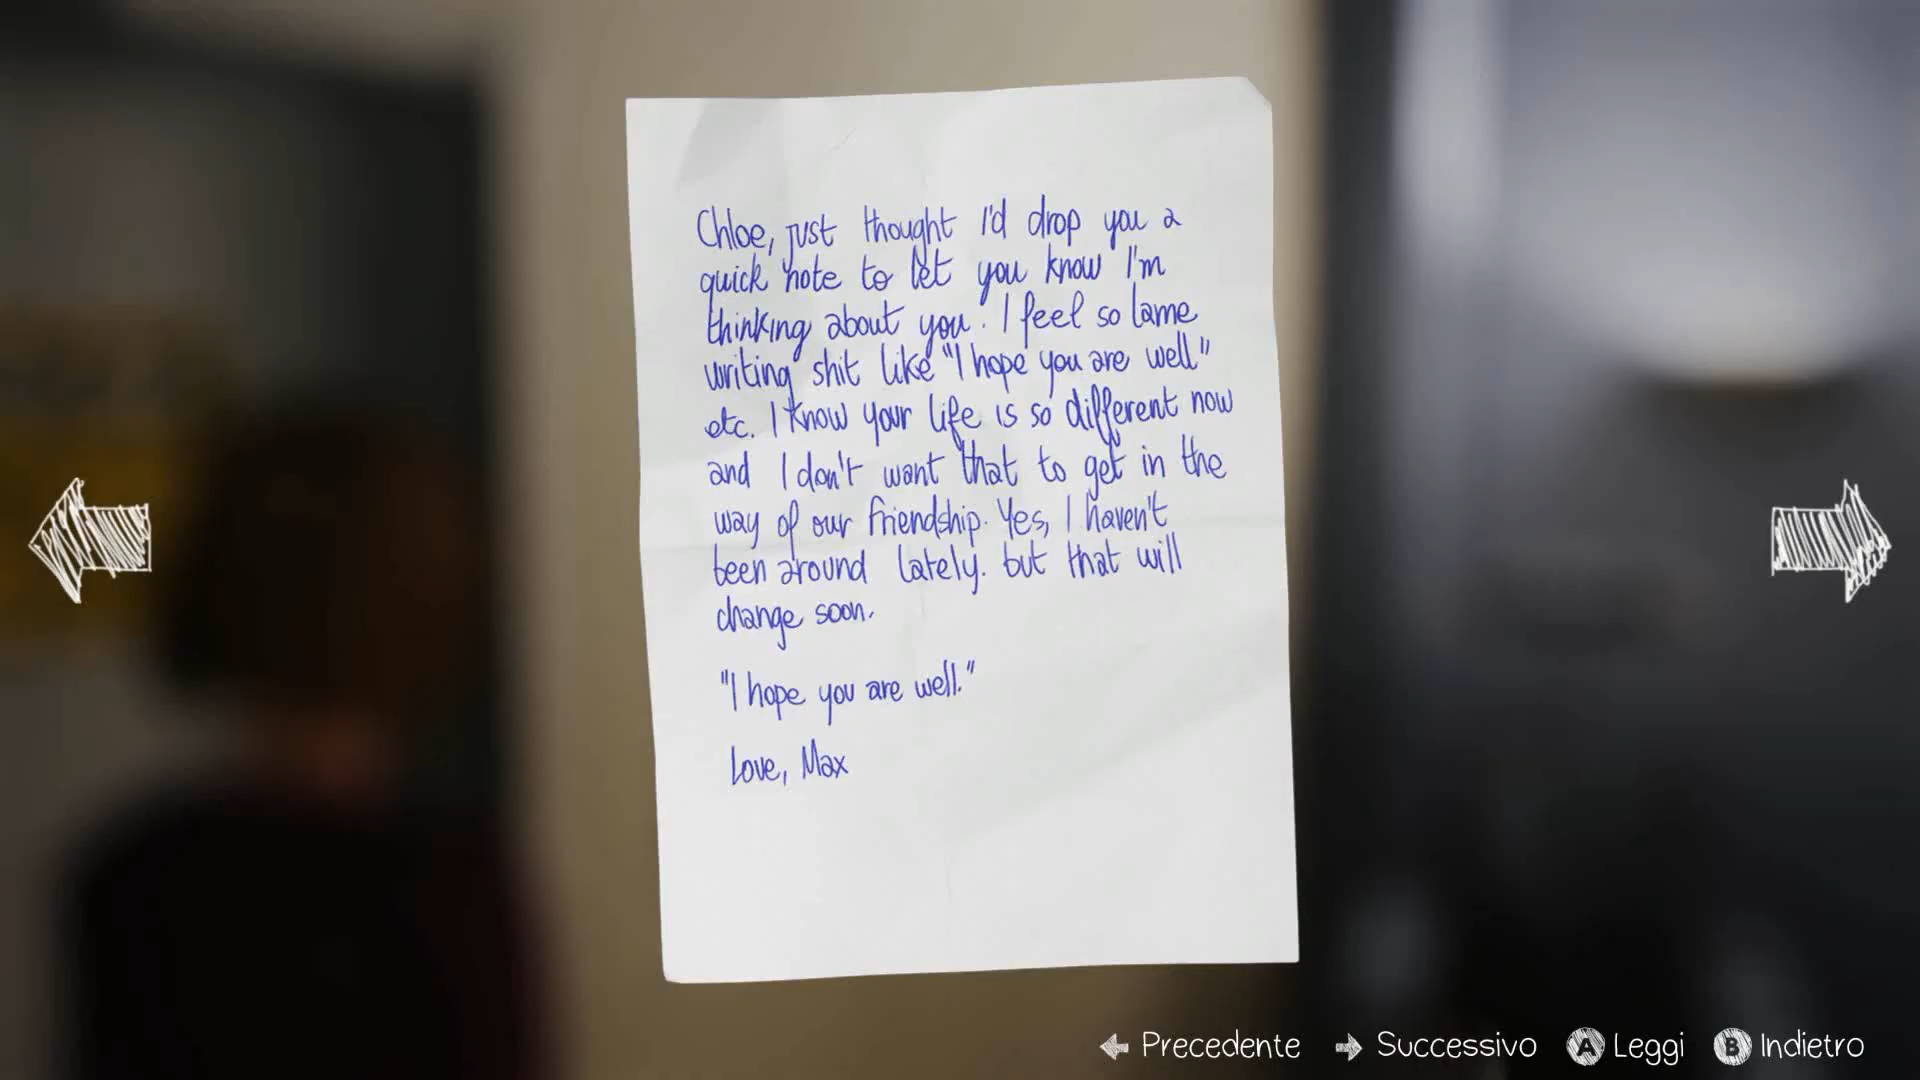 Chloe, just thought I'd drop you a
quick note to let you know I'm
thinking about you. I feel so lame
writing shit like "I hope you are well"
etc. I know your life is so different now
and I don't want that to get in the
way of our friendship. Yes, I haven't
been around lately. but that will
change soon.
"I hope you are well."
Love, Max
Precedente Successivo A Leggi B Indietro